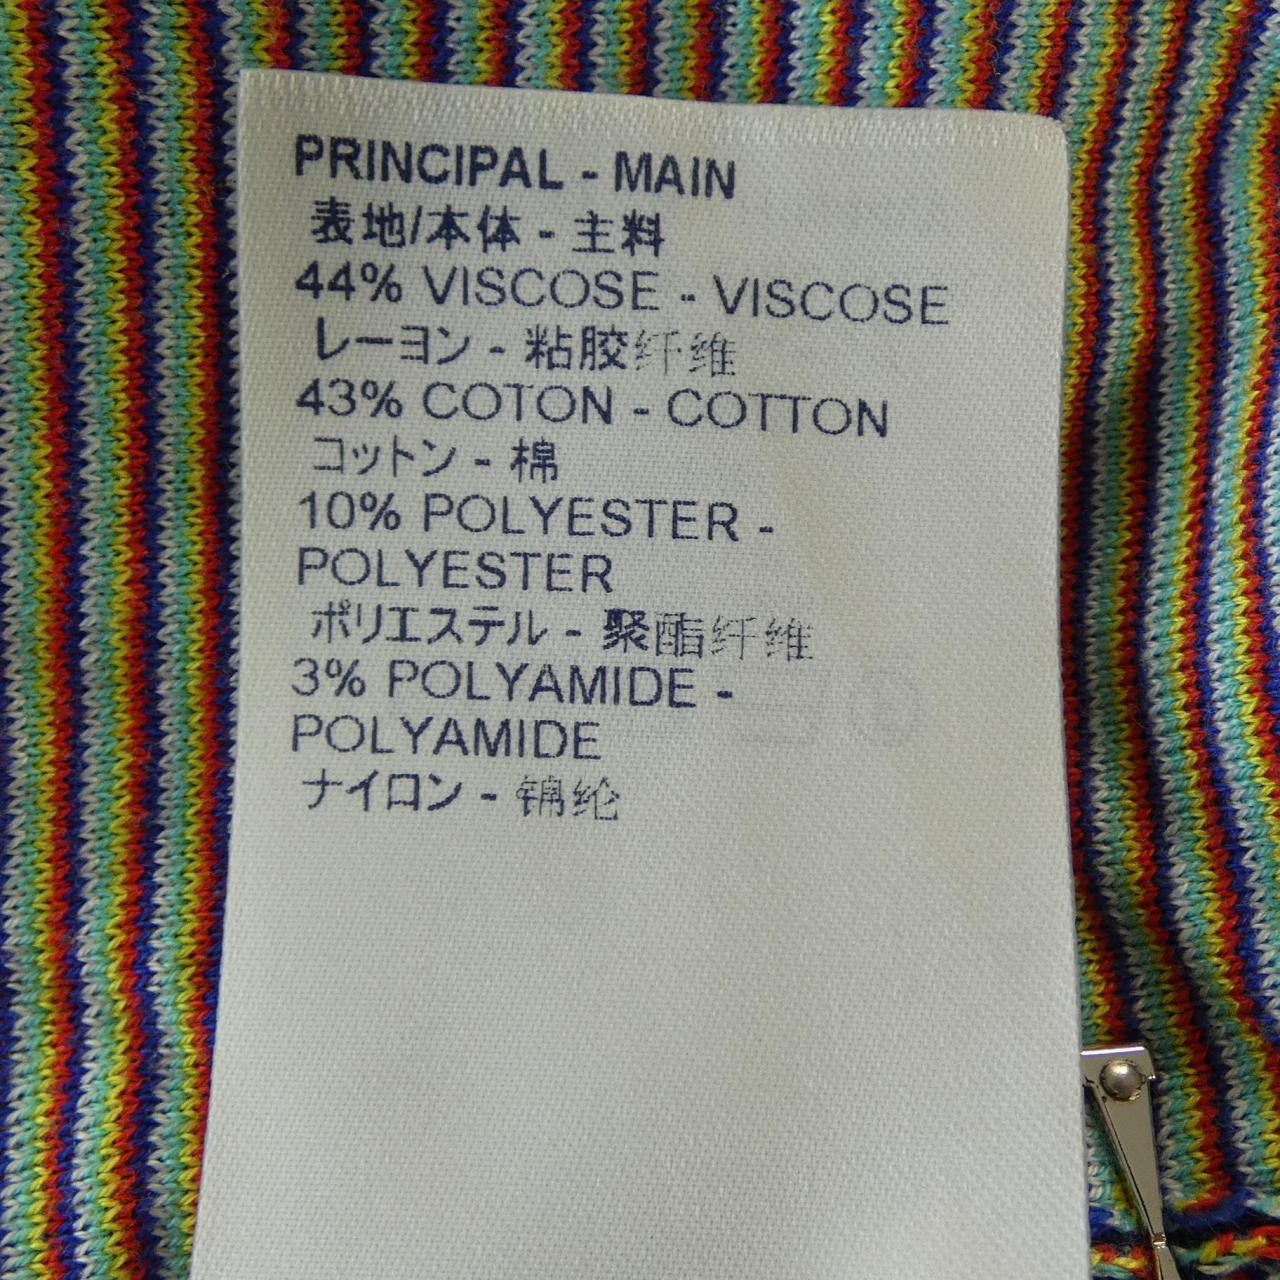 PRINCIPAL - MAIN
表地/本体 - 主料
44% VISCOSE - VISCOSE
レーヨン - 粘胶纤维
43% COTON - COTTON
コットン - 棉
10% POLYESTER -
POLYESTER
ポリエステル - 聚酯纤维
3% POLYAMIDE -
POLYAMIDE
ナイロン - 锦纶